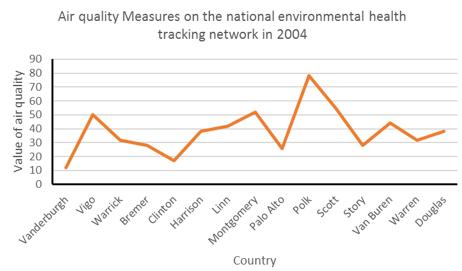 Air quality Measures on the national environmental health
tracking network in 2004
Value of air quality
90
80
70
60
50
40
30
20
10
0
Vanderburgh
Vigo
Warrick
Bremer
Clinton
Harrison
Linn
Montgomery
Palo Alto
Polk
Scott
Story
Van Buren
Warren
Douglas
Country